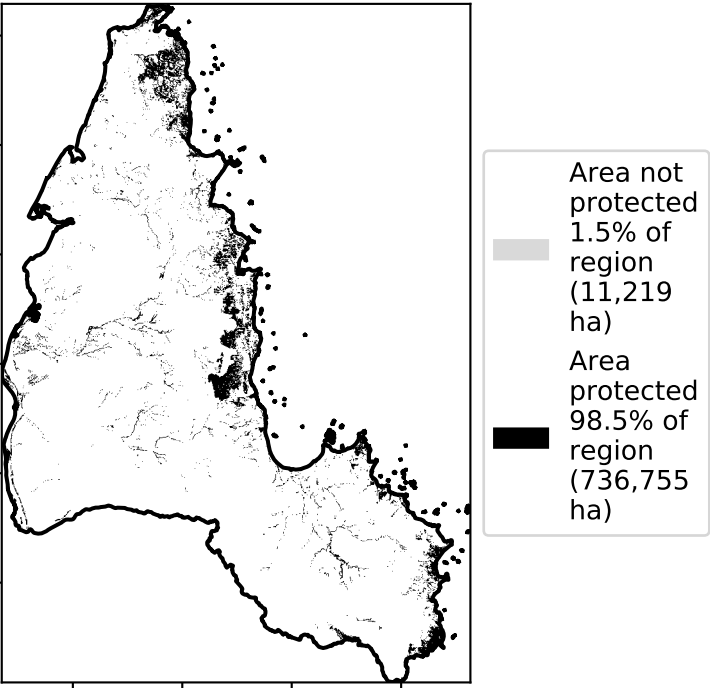 Area not
protected
1.5% of
region
(11,219
ha)
Area
protected
98.5% of
region
(736,755
ha)